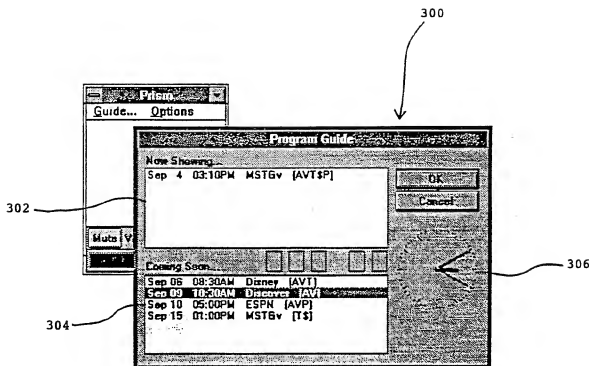 300
Prism
Guide... Options
Program Guide
Now Showing...
Sep 4 03:10PM MSTGv [AVT$P]
OK
Cancel
302
Mute V
Coming Soon...
306
Sep 06 08:30AM Disney [AVT]
Sep 09 10:30AM Discover [AV]
304
Sep 10 05:00PM ESPN [AVP]
Sep 15 01:00PM MSTGv [T$]